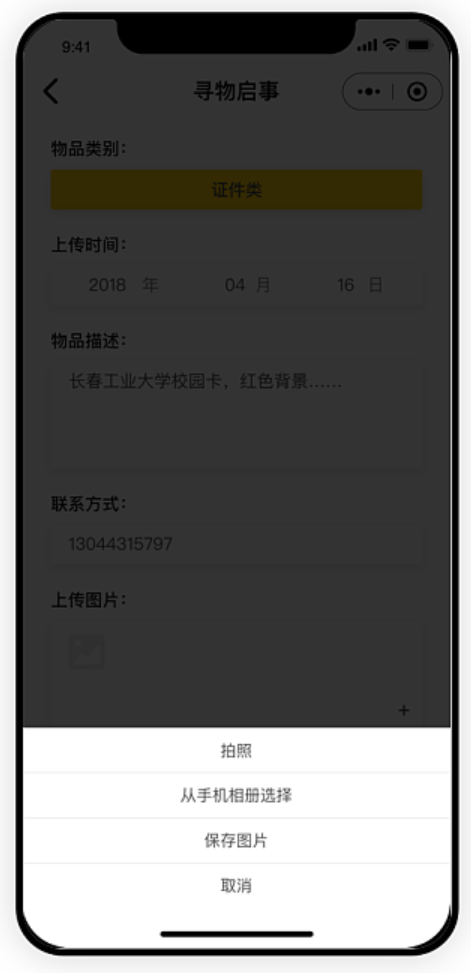 9:41
寻物启事
物品类别：
证件类
上传时间：
2018 年 04 月 16 日
物品描述：
长春工业大学校园卡，红色背景……
联系方式：
13044315797
上传图片：
+
拍照
从手机相册选择
保存图片
取消